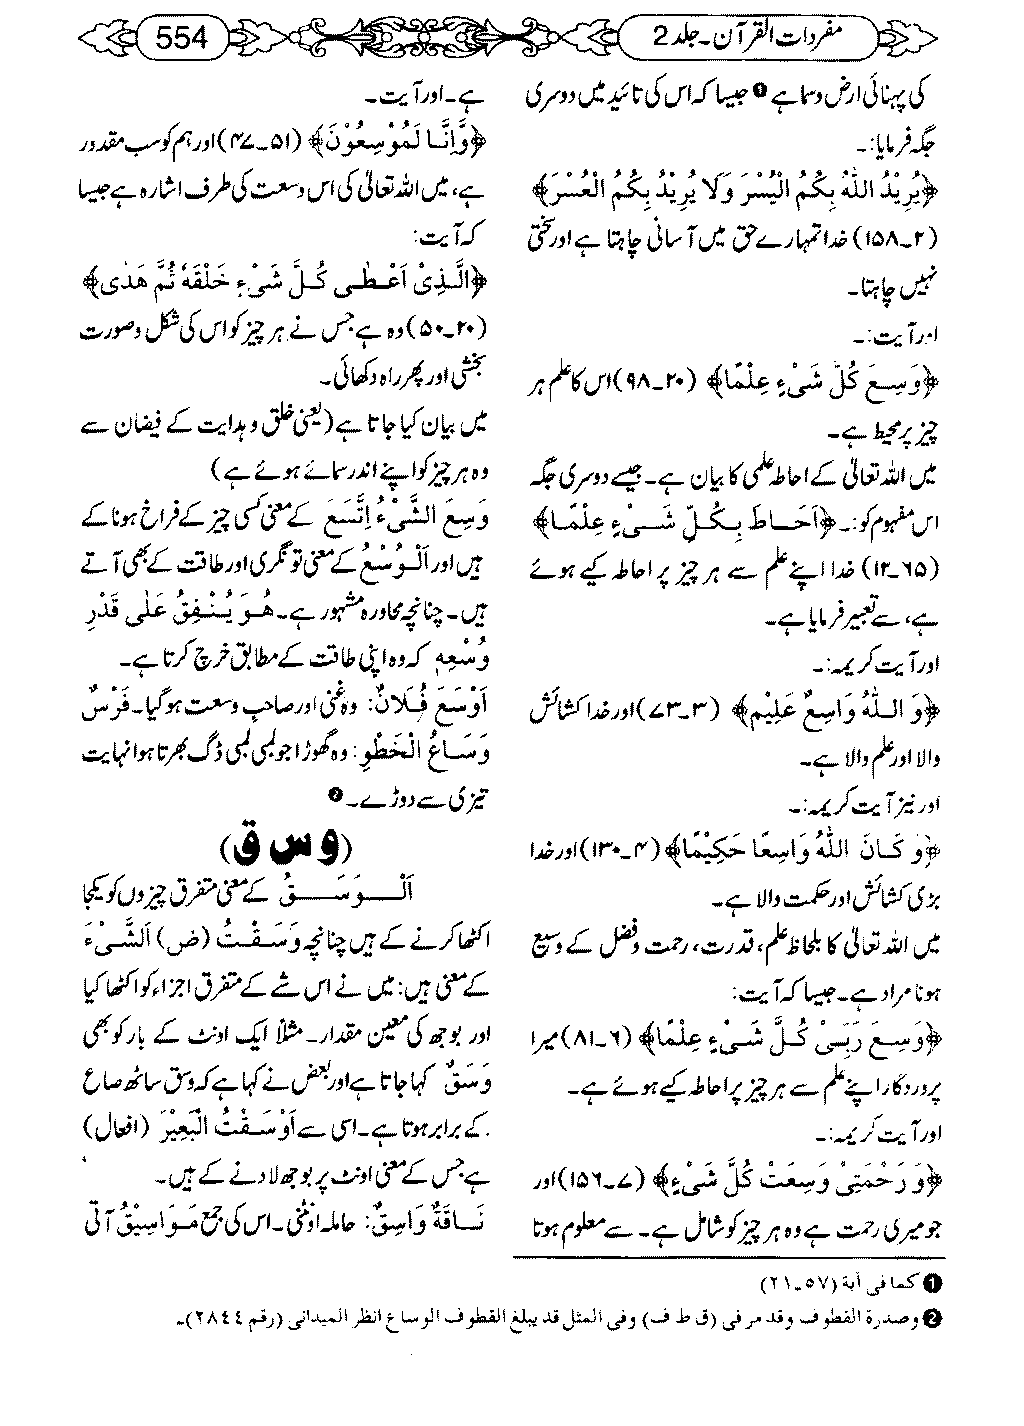 مفردات القرآن۔ جلد 2
554
کی پہنائی ارض وسما ہے ❶ جیسا کہ اس کی تائید میں دوسری
جگہ فرمایا:۔
﴿یُرِیْدُ اللّٰہُ بِکُمُ الْیُسْرَ وَلَا یُرِیْدُ بِکُمُ الْعُسْرَ﴾
(۲۔۱۵۸) خدا تمہارے حق میں آسانی چاہتا ہے اور سختی
نہیں چاہتا۔
اور آیت:۔
﴿وَسِعَ کُلَّ شَیْءٍ عِلْمًا﴾ (۲۰۔۹۸) اس کا علم ہر
چیز پر محیط ہے۔
میں اللہ تعالیٰ کے احاطہ علمی کا بیان ہے۔ جیسے دوسری جگہ
اس مفہوم کو:۔ ﴿اَحَاطَ بِکُلِّ شَیْءٍ عِلْمًا﴾
(۶۵۔۱۲) خدا اپنے علم سے ہر چیز پر احاطہ کیے ہوئے
ہے، سے تعبیر فرمایا ہے۔
اور آیت کریمہ:۔
﴿وَ اللّٰہُ وَاسِعٌ عَلِیْم﴾ (۳۔۷۳) اور خدا کشائش
والا اور علم والا ہے۔
اور نیز آیت کریمہ:۔
﴿وَ کَانَ اللّٰہُ وَاسِعًا حَکِیْمًا﴾ (۴۔۱۳۰) اور خدا
بڑی کشائش اور حکمت والا ہے۔
میں اللہ تعالیٰ کا بلحاظ علم، قدرت، رحمت وفضل کے وسیع
ہونا مراد ہے۔ جیسا کہ آیت:
﴿وَسِعَ رَبِّیْ کُلَّ شَیْءٍ عِلْمًا﴾ (۶۔۸۱) میرا
پروردگار اپنے علم سے ہر چیز پر احاطہ کیے ہوئے ہے۔
اور آیت کریمہ:۔
﴿وَرَحْمَتِیْ وَسِعَتْ کُلَّ شَیْءٍ﴾ (۷۔۱۵۶) اور
جو میری رحمت ہے وہ ہر چیز کو شامل ہے۔ سے معلوم ہوتا
ہے۔ اور آیت۔
﴿وَّاِنَّا لَمُوْسِعُوْنَ﴾ (۵۱۔۴۷) اور ہم کو سب مقدور
ہے، میں اللہ تعالیٰ کی اس وسعت کی طرف اشارہ ہے جیسا
کہ آیت:
﴿الَّذِیْ اَعْطٰی کُلَّ شَیْءٍ خَلْقَہٗ ثُمَّ ھَدٰی﴾
(۲۰۔۵۰) وہ ہے جس نے ہر چیز کو اس کی شکل وصورت
بخشی اور پھر راہ دکھائی۔
میں بیان کیا جاتا ہے (یعنی خلق و ہدایت کے فیضان سے
وہ ہر چیز کو اپنے اندر سمائے ہوئے ہے)
وَسِعَ الشَّیْءُ اِتَّسَعَ کے معنی کسی چیز کے فراخ ہونا کے
ہیں اور اَلْوُسْعُ کے معنی تو نگری اور طاقت کے بھی آتے
ہیں۔ چنانچہ محاورہ مشہور ہے۔ ھُوَ یُنْفِقُ عَلٰی قَدْرِ
وُسْعِہٖ کہ وہ اپنی طاقت کے مطابق خرچ کرتا ہے۔
اَوْسَعَ فُلَانٌ: وہ غنی اور صاحب وسعت ہو گیا۔ فَرْسٌ
وَسَاعُ الْخَطْوِ: وہ گھوڑا جو لمبی لمبی ڈگ بھرتا ہوا نہایت
تیزی سے دوڑے۔❷
(و س ق)
اَلْوَسَقُ کے معنی متفرق چیزوں کو یکجا
اکٹھا کرنے کے ہیں چنانچہ وَسَقْتُ (ض) اَلشَّیْءَ
کے معنی ہیں: میں نے اس شے کے متفرق اجزاء کو اکٹھا کیا
اور بوجھ کی معین مقدار۔ مثلاً ایک اونٹ کے بار کو بھی
وَسَقٌ کہا جاتا ہے اور بعض نے کہا ہے کہ وسق ساٹھ صاع
کے برابر ہوتا ہے۔ اسی سے اَوْسَقْتُ الْبَعِیْرَ (افعال)
ہے جس کے معنی اونٹ پر بوجھ لادنے کے ہیں۔
نَاقَۃٌ وَاسِقٌ: حاملہ اونٹنی۔ اس کی جمع مَوَاسِیْقُ آتی
❶ کما فی آیة (۵۷۔۲۱)
❷ وصدرة القطوف وقد مر فی (ق ط ف) وفی المثل قد یبلغ القطوف الوساع انظر المیدانی (رقم ۲۸۴۴)۔